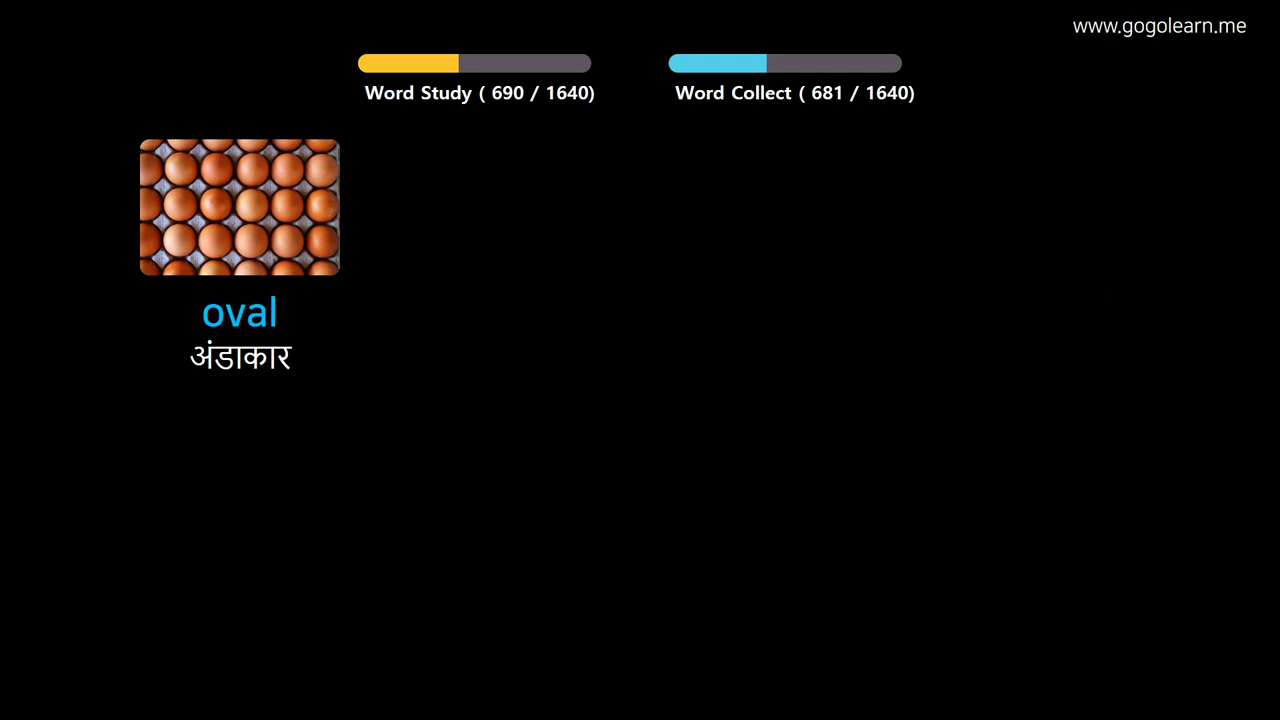 www.gogolearn.me
Word Study ( 690 / 1640)
Word Collect ( 681 / 1640)
oval
अंडाकार